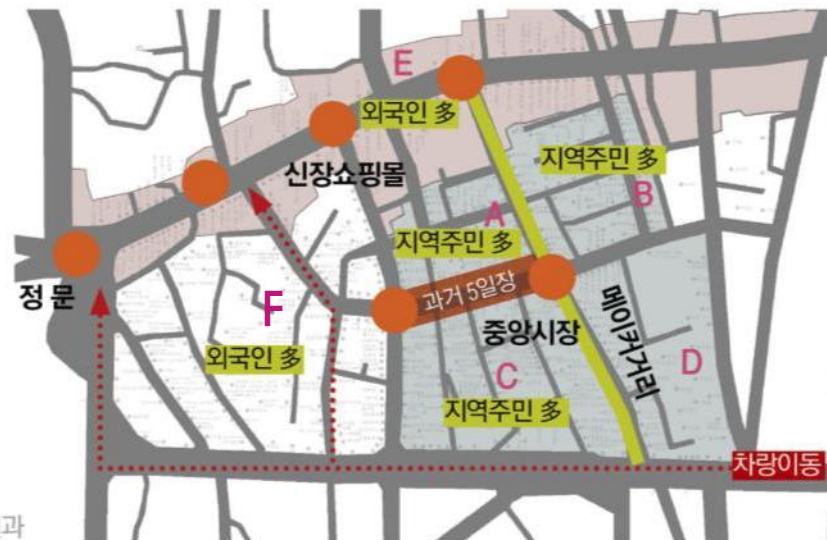 E
외국인 多
신장쇼핑몰
지역주민 多
B
A
지역주민 多
정 문
과거 5일장
F
메이커거리
중앙시장
외국인 多
C
D
지역주민 多
차량이동
과